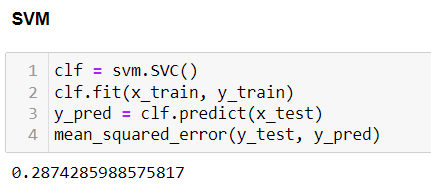 SVM
1 clf = svm.SVC()
2 clf.fit(x_train, y_train)
3 y_pred = clf.predict(x_test)
4 mean_squared_error(y_test, y_pred)
0.2874285988575817